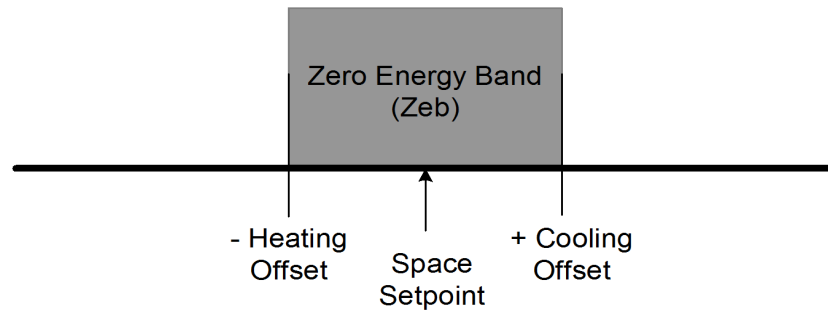 Zero Energy Band
(Zeb)
- Heating
Offset
Space
Setpoint
+ Cooling
Offset